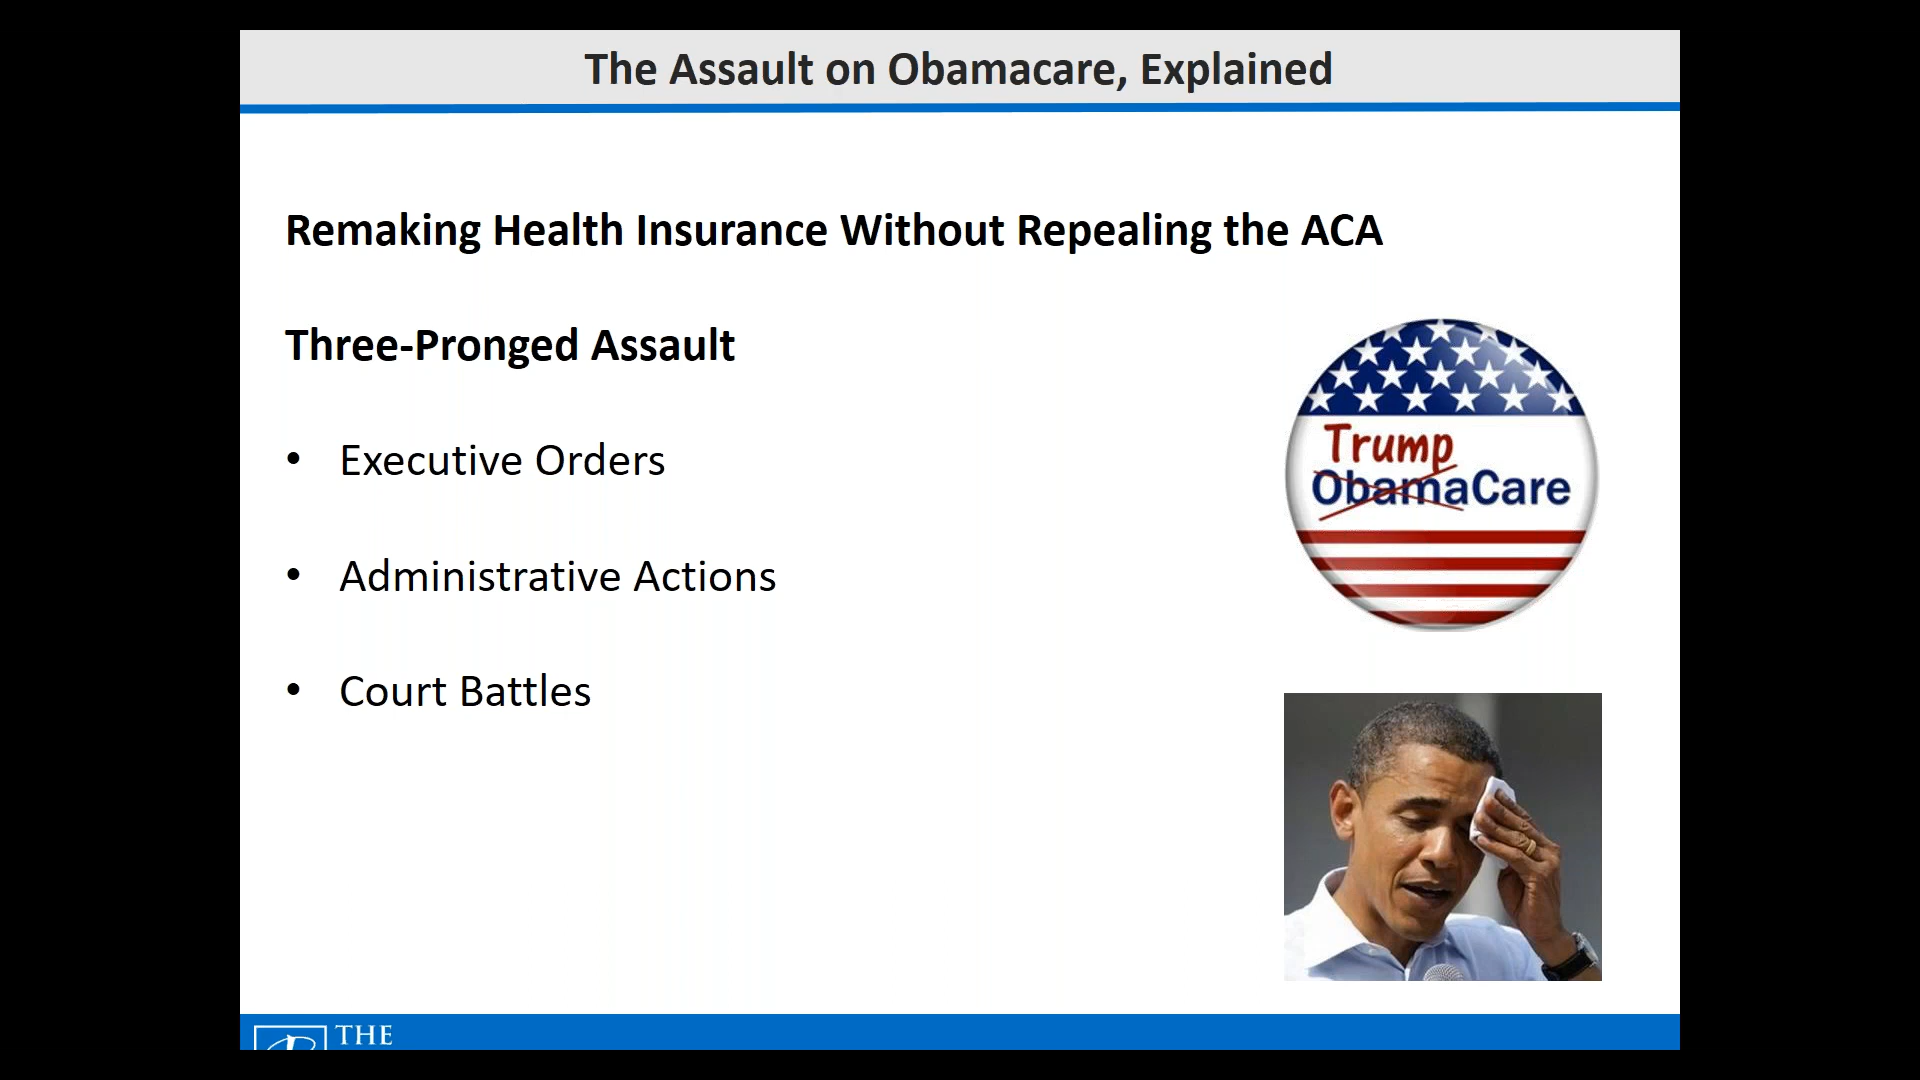 The Assault on Obamacare, Explained
Remaking Health Insurance Without Repealing the ACA
Three-Pronged Assault
• Executive Orders
• Administrative Actions
• Court Battles
Trump
ObamaCare
THE